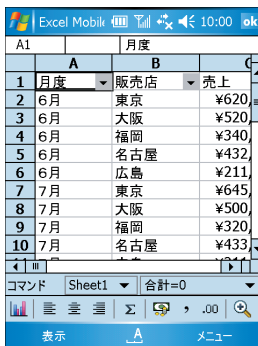 Excel Mobil 10:00 ok
A1 月度
A B
1 月度 販売店 売上
2 6月 東京 ¥620,
3 6月 大阪 ¥520,
4 6月 福岡 ¥340,
5 6月 名古屋 ¥432,
6 6月 広島 ¥211,
7 7月 東京 ¥645,
8 7月 大阪 ¥500,
9 7月 福岡 ¥320,
10 7月 名古屋 ¥433,
コマンド Sheet1 合計=0
Σ , .00
表示 A メニュー